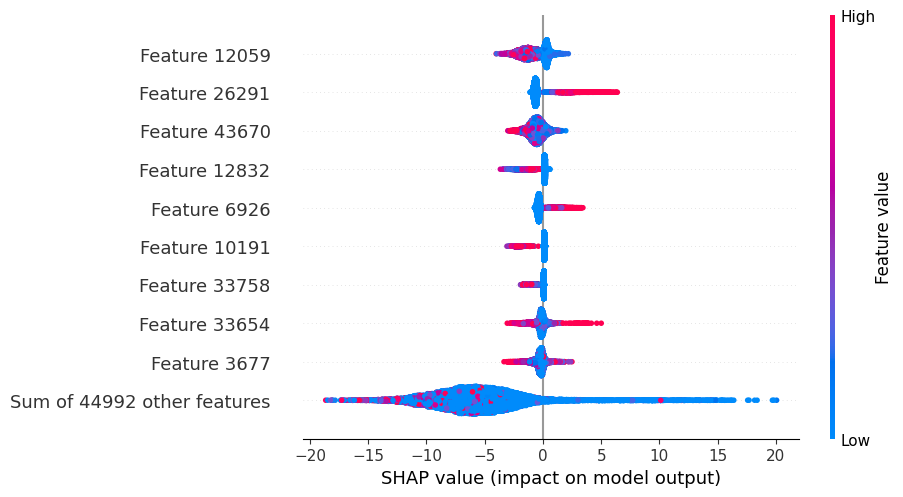 High
Feature 12059
Feature 26291
Feature 43670
Feature 12832
Feature 6926
Feature 10191
Feature 33758
Feature 33654
Feature 3677
Sum of 44992 other features
Feature value
Low
−20 −15 −10 −5 0 5 10 15 20
SHAP value (impact on model output)